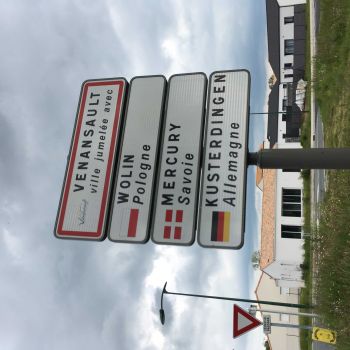 VENANSAULT
ville jumelée avec
WOLIN
Pologne
MERCURY
Savoie
KUSTERDINGEN
Allemagne